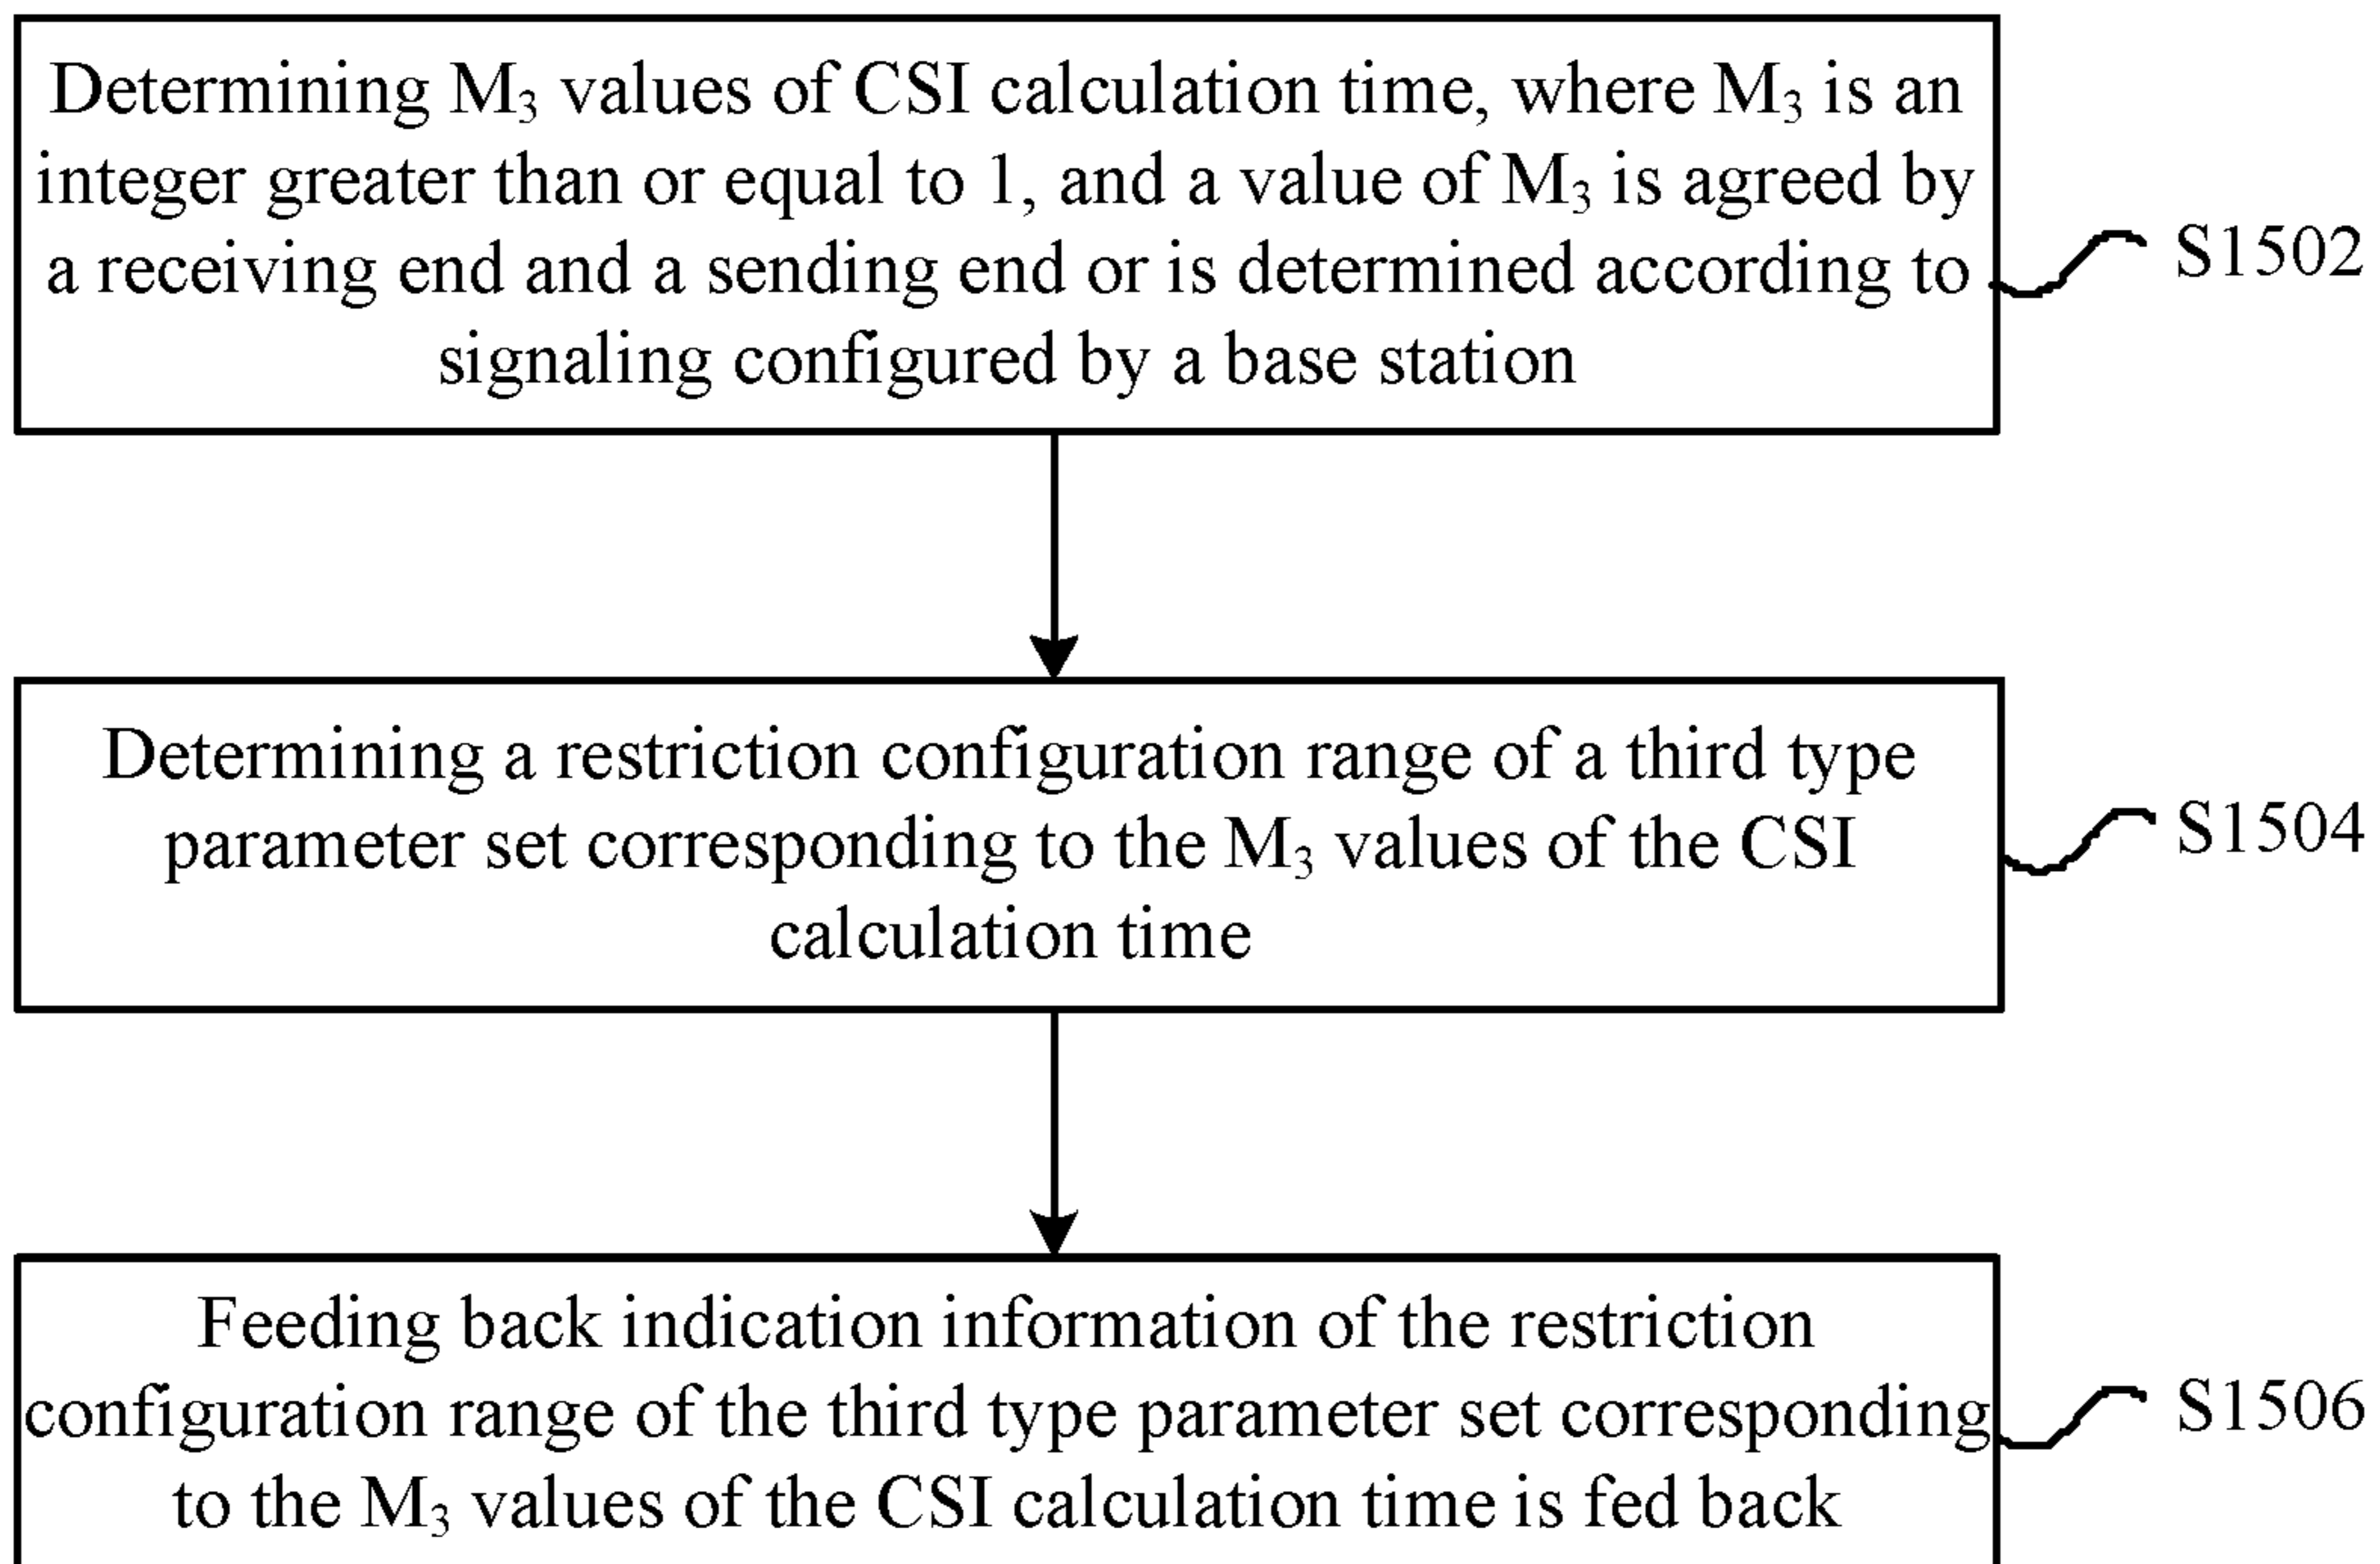 Determining M₃ values of CSI calculation time, where M₃ is an
integer greater than or equal to 1, and a value of M₃ is agreed by
a receiving end and a sending end or is determined according to
signaling configured by a base station
S1502
Determining a restriction configuration range of a third type
parameter set corresponding to the M₃ values of the CSI
calculation time
S1504
Feeding back indication information of the restriction
configuration range of the third type parameter set corresponding
to the M₃ values of the CSI calculation time is fed back
S1506